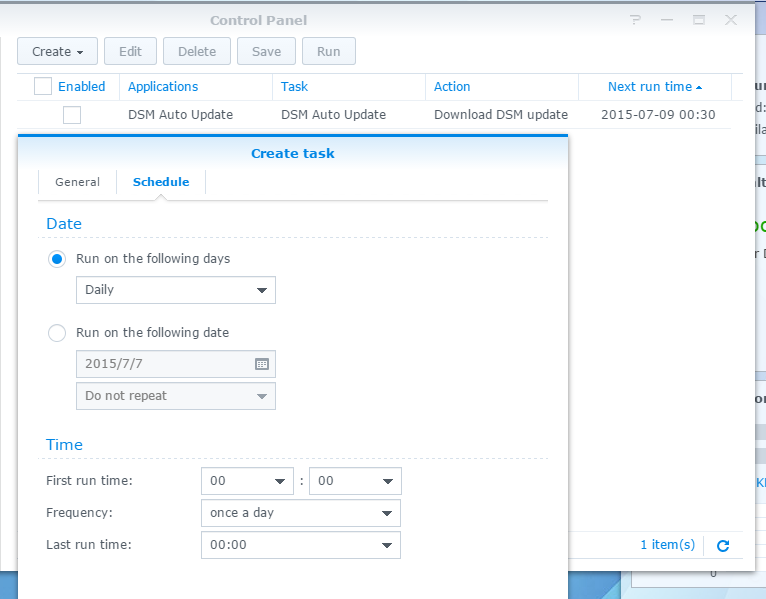 Control Panel
Create Edit Delete Save Run
Enabled Applications Task Action Next run time
DSM Auto Update DSM Auto Update Download DSM update 2015-07-09 00:30
Create task
General Schedule
Date
Run on the following days
Daily
Run on the following date
2015/7/7
Do not repeat
Time
First run time: 00 : 00
Frequency: once a day
Last run time: 00:00
1 item(s)
0